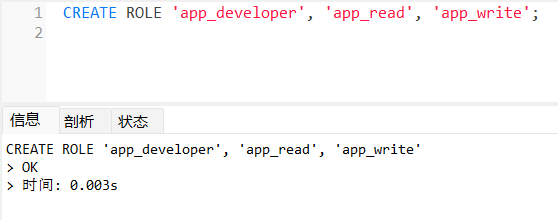 1 CREATE ROLE 'app_developer', 'app_read', 'app_write';
2
信息 剖析 状态
CREATE ROLE 'app_developer', 'app_read', 'app_write'
> OK
> 时间: 0.003s